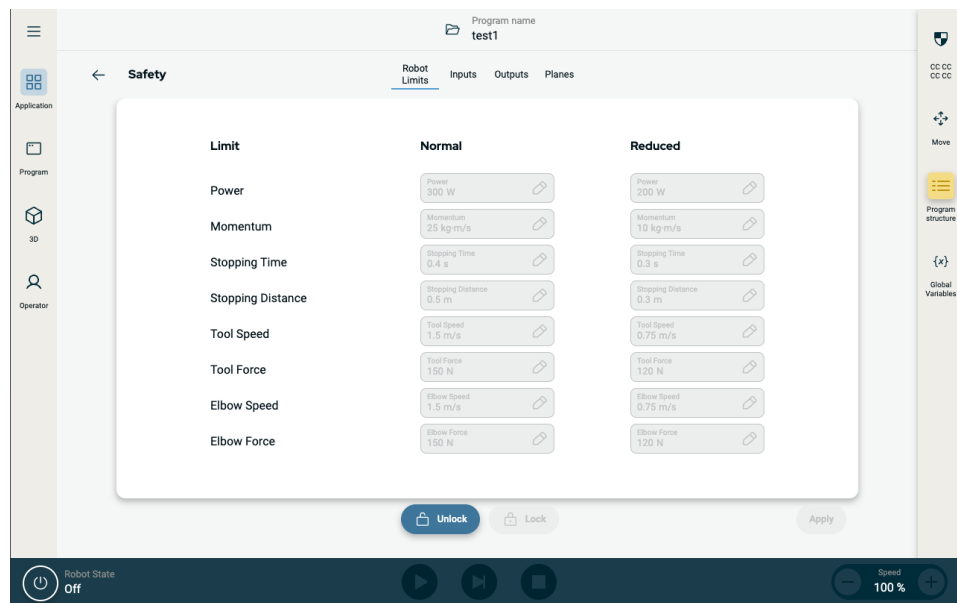 Program name
test1
Safety
Robot
Limits
Inputs
Outputs
Planes
CC CC
CC CC
Application
Program
3D
Operator
Move
Program
structure
{x}
Global
Variables
Limit
Normal
Reduced
Power
Power
300 W
Power
200 W
Momentum
Momentum
25 kg·m/s
Momentum
10 kg·m/s
Stopping Time
Stopping Time
0.4 s
Stopping Time
0.3 s
Stopping Distance
Stopping Distance
0.5 m
Stopping Distance
0.3 m
Tool Speed
Tool Speed
1.5 m/s
Tool Speed
0.75 m/s
Tool Force
Tool Force
150 N
Tool Force
120 N
Elbow Speed
Elbow Speed
1.5 m/s
Elbow Speed
0.75 m/s
Elbow Force
Elbow Force
150 N
Elbow Force
120 N
Unlock
Lock
Apply
Robot State
Off
Speed
100 %